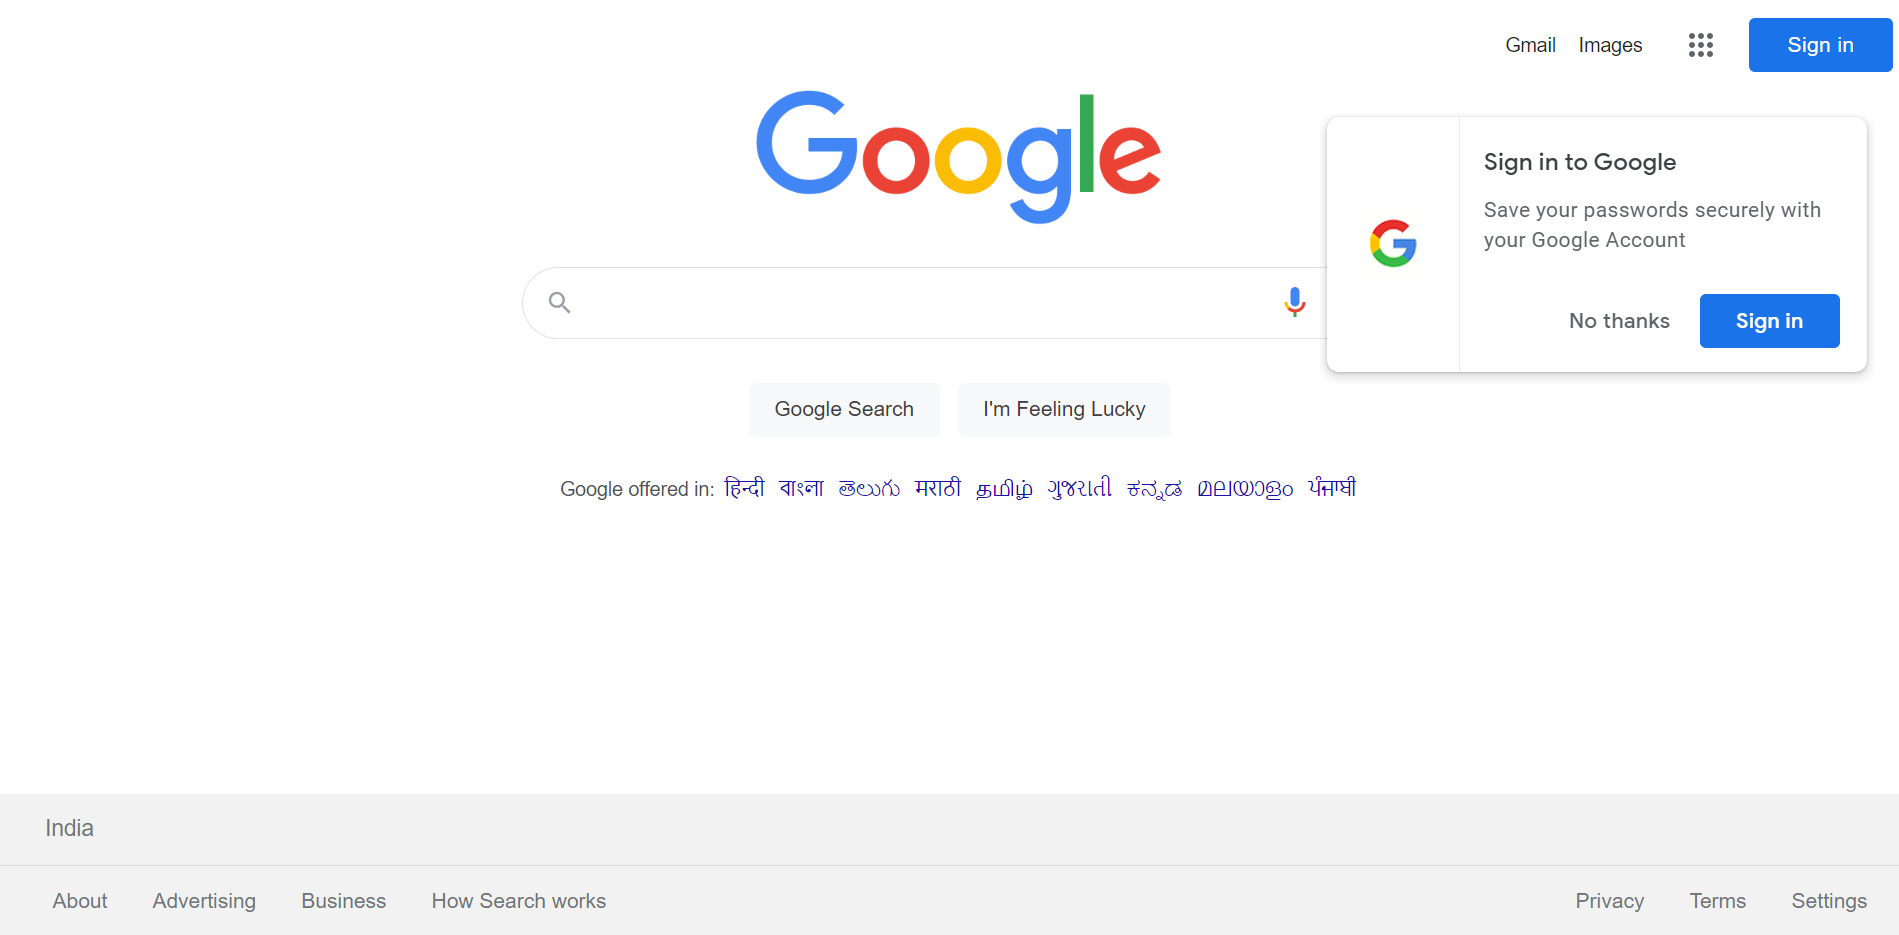 Gmail Images Sign in
Google
Sign in to Google
Save your passwords securely with
your Google Account
No thanks Sign in
Google Search I'm Feeling Lucky
Google offered in: हिन्दी বাংলা తెలుగు मराठी தமிழ் ગુજરાતી ಕನ್ನಡ മലയാളം ਪੰਜਾਬੀ
India
About Advertising Business How Search works Privacy Terms Settings